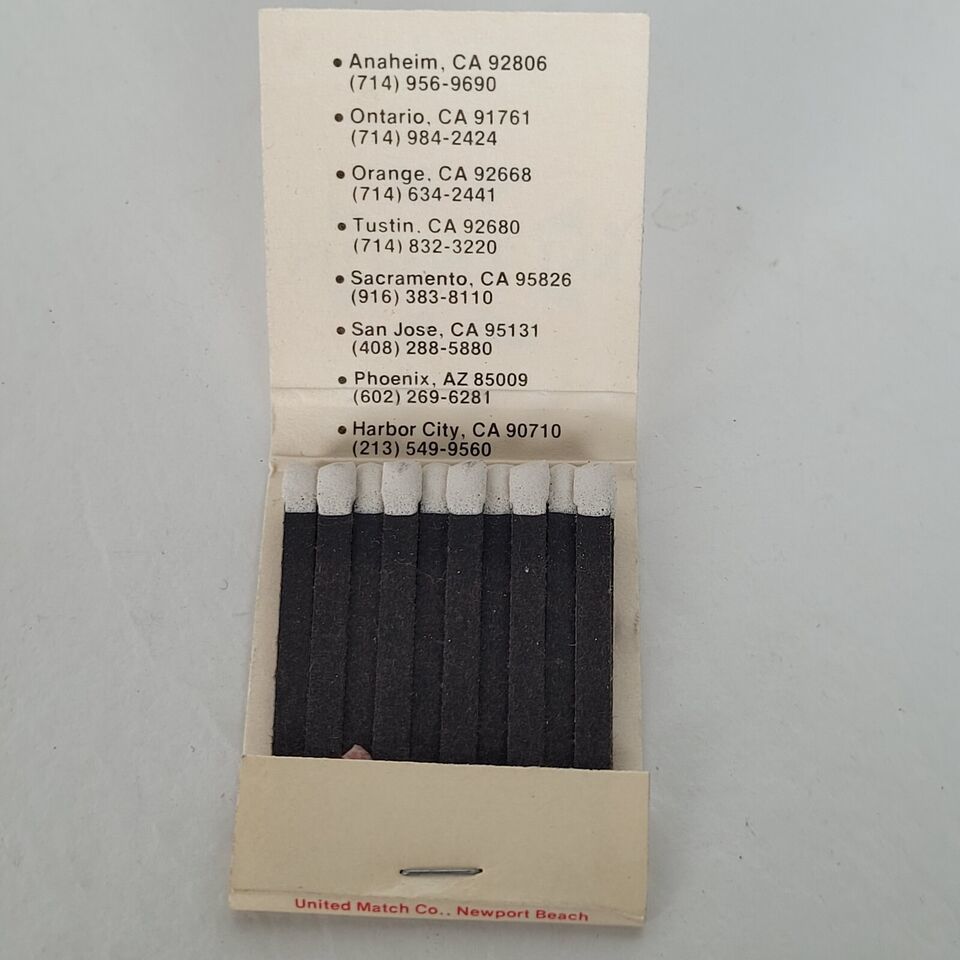 • Anaheim, CA 92806
(714) 956-9690
• Ontario, CA 91761
(714) 984-2424
• Orange, CA 92668
(714) 634-2441
• Tustin, CA 92680
(714) 832-3220
• Sacramento, CA 95826
(916) 383-8110
• San Jose, CA 95131
(408) 288-5880
• Phoenix, AZ 85009
(602) 269-6281
• Harbor City, CA 90710
(213) 549-9560
United Match Co., Newport Beach